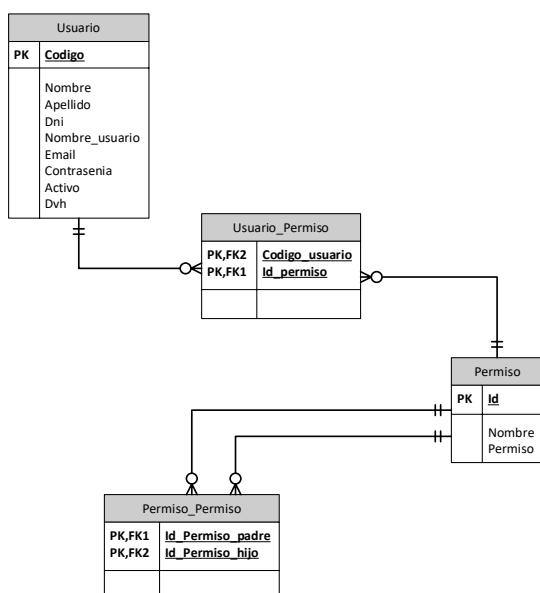 Usuario
PK Codigo
Nombre
Apellido
Dni
Nombre_usuario
Email
Contrasenia
Activo
Dvh
Usuario_Permiso
PK,FK2 Codigo_usuario
PK,FK1 Id_permiso
Permiso
PK Id
Nombre
Permiso
Permiso_Permiso
PK,FK1 Id_Permiso_padre
PK,FK2 Id_Permiso_hijo